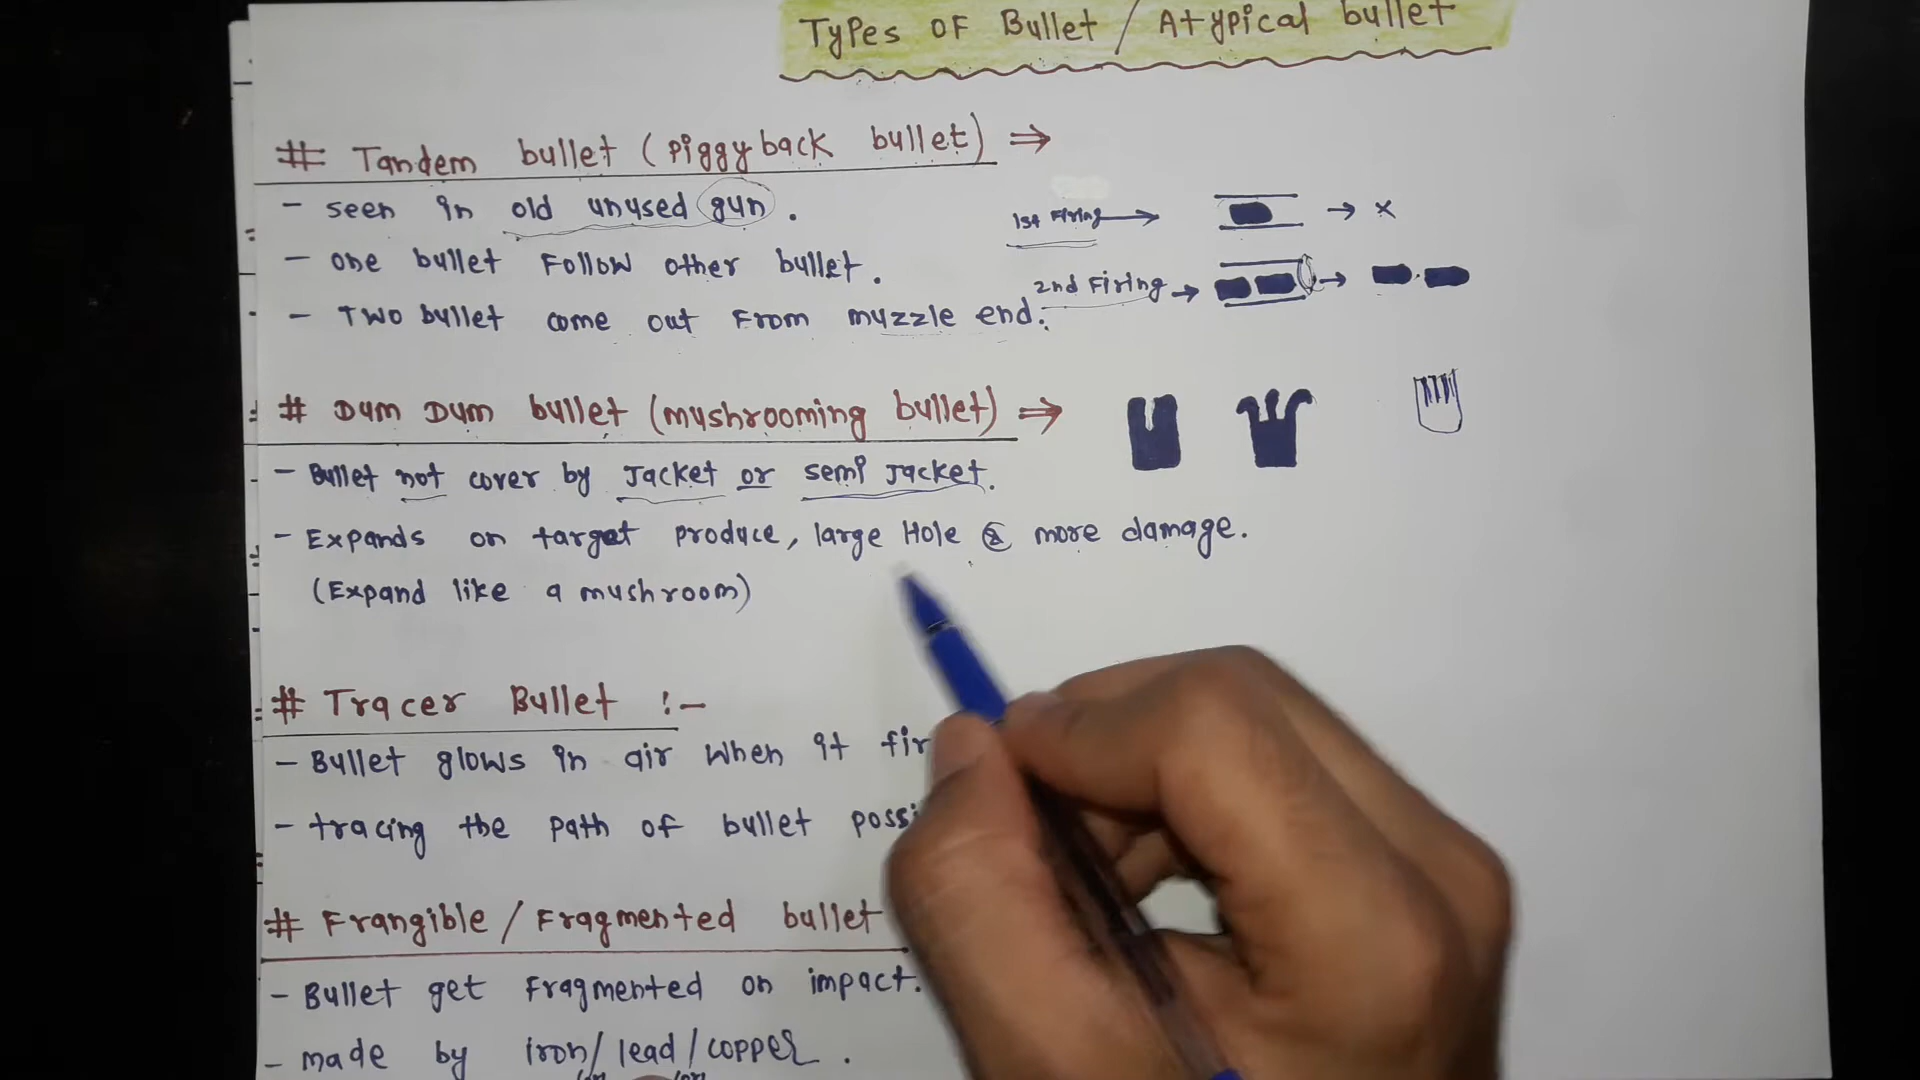 Types OF Bullet / Atypical bullet
# Tandem bullet (Piggyback bullet) ⇒
- seen in old unused gun.
1st Firing → → x
- one bullet Follow other bullet.
2nd Firing → →
- Two bullet come out From muzzle end.
# Dum Dum bullet (mushrooming bullet) ⇒
- Bullet not cover by Jacket or semi Jacket.
- Expands on target produce, large Hole & more damage.
(Expand like a mushroom)
# Tracer Bullet :-
- Bullet glows in air when it
- tracing the path of bullet
# Frangible / Fragmented bullet
- Bullet get Fragmented on impact.
- made by iron/ lead / copper.